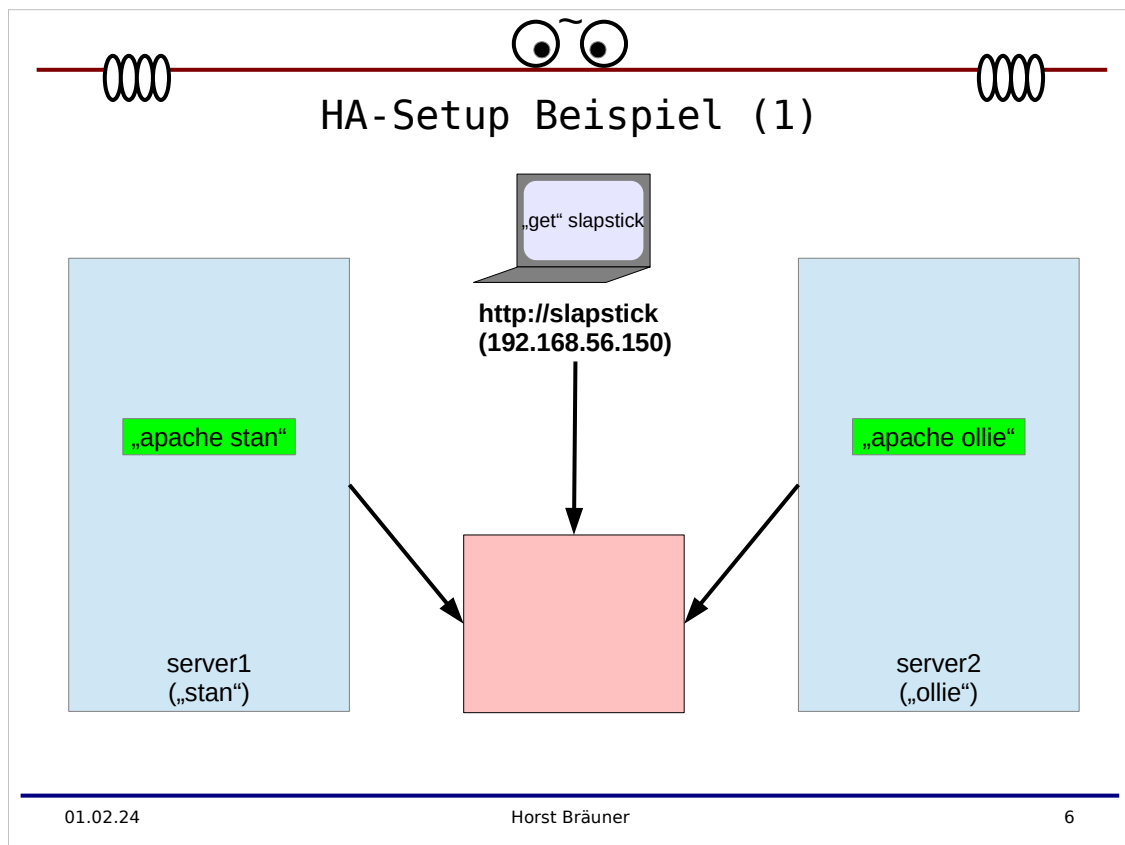 HA-Setup Beispiel (1)
„get“ slapstick
http://slapstick
(192.168.56.150)
„apache stan“
„apache ollie“
server1
(„stan“)
server2
(„ollie“)
01.02.24
Horst Bräuner
6